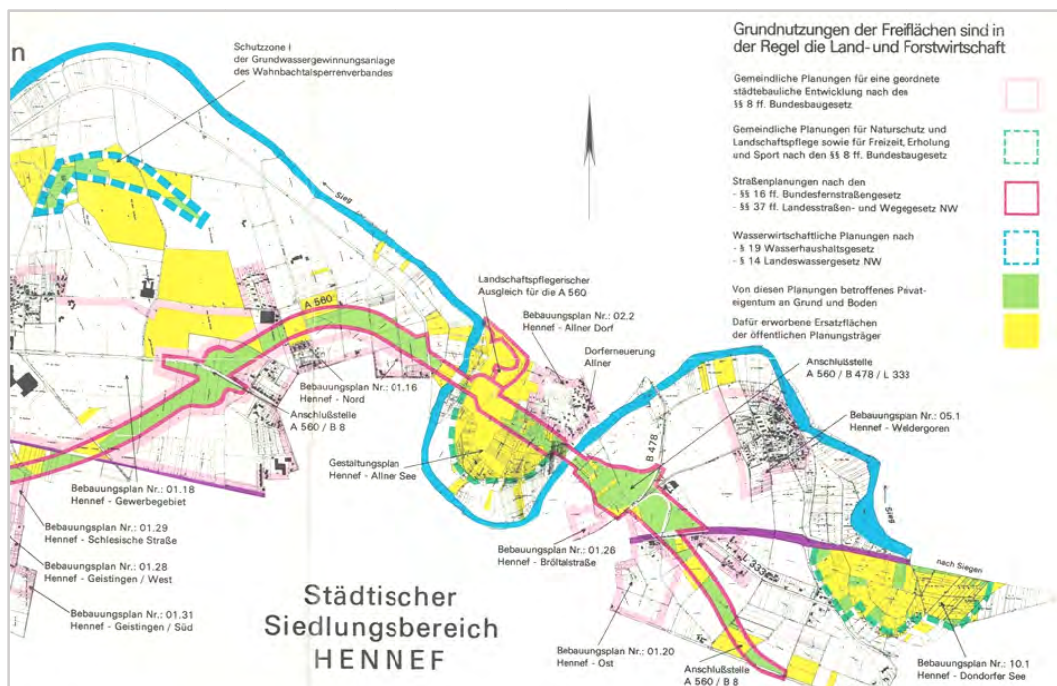 n
Schutzzone I
der Grundwassergewinnungsanlage
des Wahnbachtalsperrenverbandes
Grundnutzungen der Freiflächen sind in
der Regel die Land- und Forstwirtschaft
Gemeindliche Planungen für eine geordnete
städtebauliche Entwicklung nach den
§§ 8 ff. Bundesbaugesetz
Gemeindliche Planungen für Naturschutz und
Landschaftspflege sowie für Freizeit, Erholung
und Sport nach den §§ 8 ff. Bundesbaugesetz
Straßenplanungen nach den
- §§ 16 ff. Bundesfernstraßengesetz
- §§ 37 ff. Landesstraßen- und Wegegesetz NW
Wasserwirtschaftliche Planungen nach
- § 19 Wasserhaushaltsgesetz
- § 14 Landeswassergesetz NW
Von diesen Planungen betroffenes Privat-
eigentum an Grund und Boden
Dafür erworbene Ersatzflächen
der öffentlichen Planungsträger
Sieg
Landschaftspflegerischer
Ausgleich für die A 560
A 560
Bebauungsplan Nr.: 02.2
Hennef - Allner Dorf
Dorferneuerung
Allner
Anschlußstelle
A 560 / B 478 / L 333
Bebauungsplan Nr.: 01.16
Hennef - Nord
Anschlußstelle
A 560 / B 8
Bebauungsplan Nr.: 05.1
Hennef - Weldergoren
B 478
Gestaltungsplan
Hennef - Allner See
Bebauungsplan Nr.: 01.18
Hennef - Gewerbegebiet
Sieg
Bebauungsplan Nr.: 01.29
Hennef - Schlesische Straße
Bebauungsplan Nr.: 01.26
Hennef - Bröltalstraße
L 333
nach Siegen
Bebauungsplan Nr.: 01.28
Hennef - Geistingen / West
Bebauungsplan Nr.: 01.31
Hennef - Geistingen / Süd
Städtischer
Siedlungsbereich
HENNEF
Bebauungsplan Nr.: 01.20
Hennef - Ost
Anschlußstelle
A 560 / B 8
Bebauungsplan Nr.: 10.1
Hennef - Dondorfer See